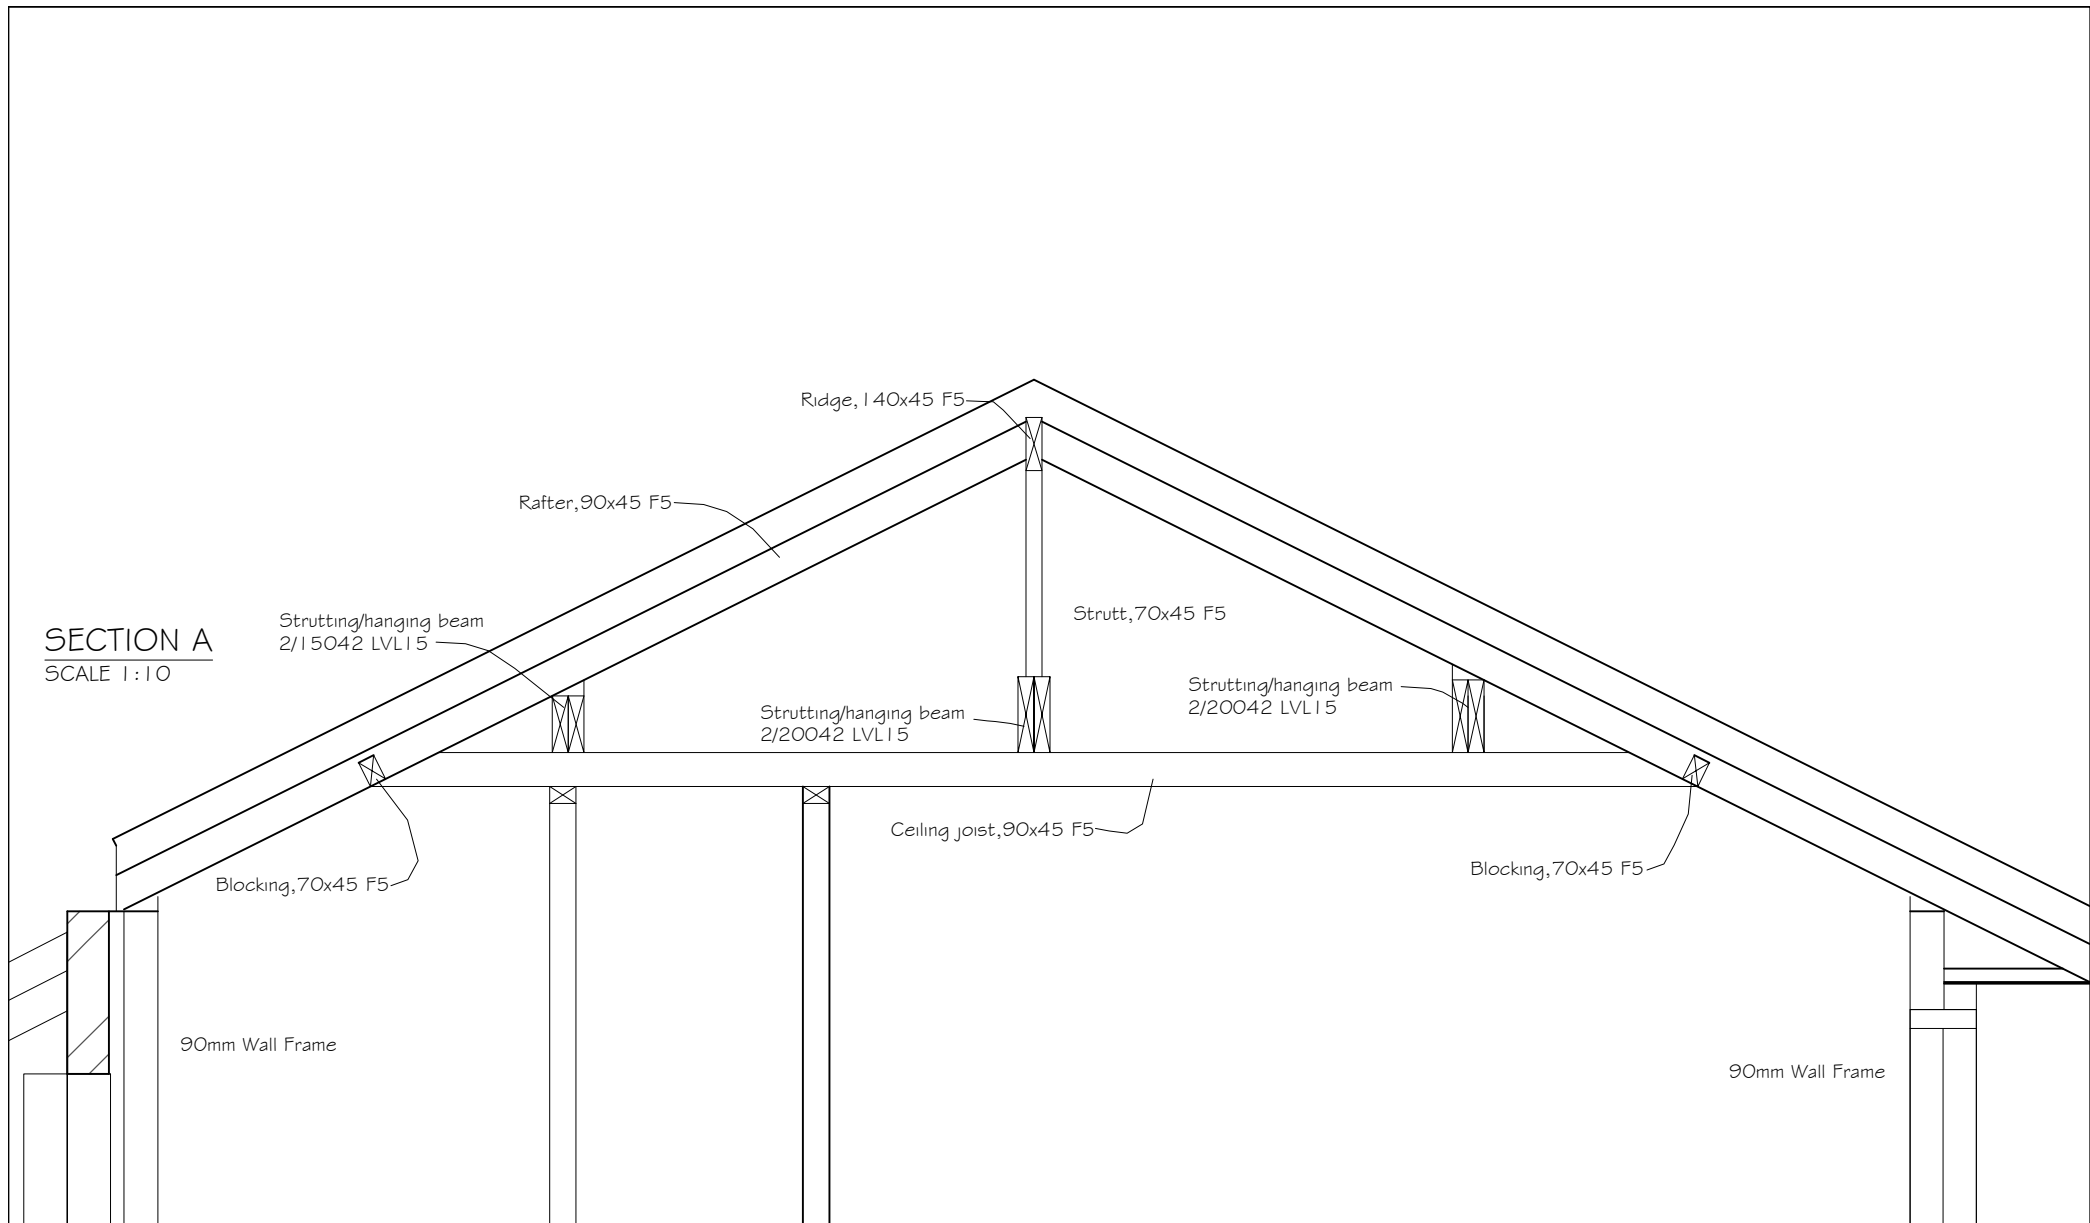 Ridge,140x45 F5
Rafter,90x45 F5
SECTION A
SCALE 1:10
Strutting/hanging beam
2/15042 LVL15
Strutt,70x45 F5
Strutting/hanging beam
2/20042 LVL15
Strutting/hanging beam
2/20042 LVL15
Ceiling joist,90x45 F5
Blocking,70x45 F5
Blocking,70x45 F5
90mm Wall Frame
90mm Wall Frame